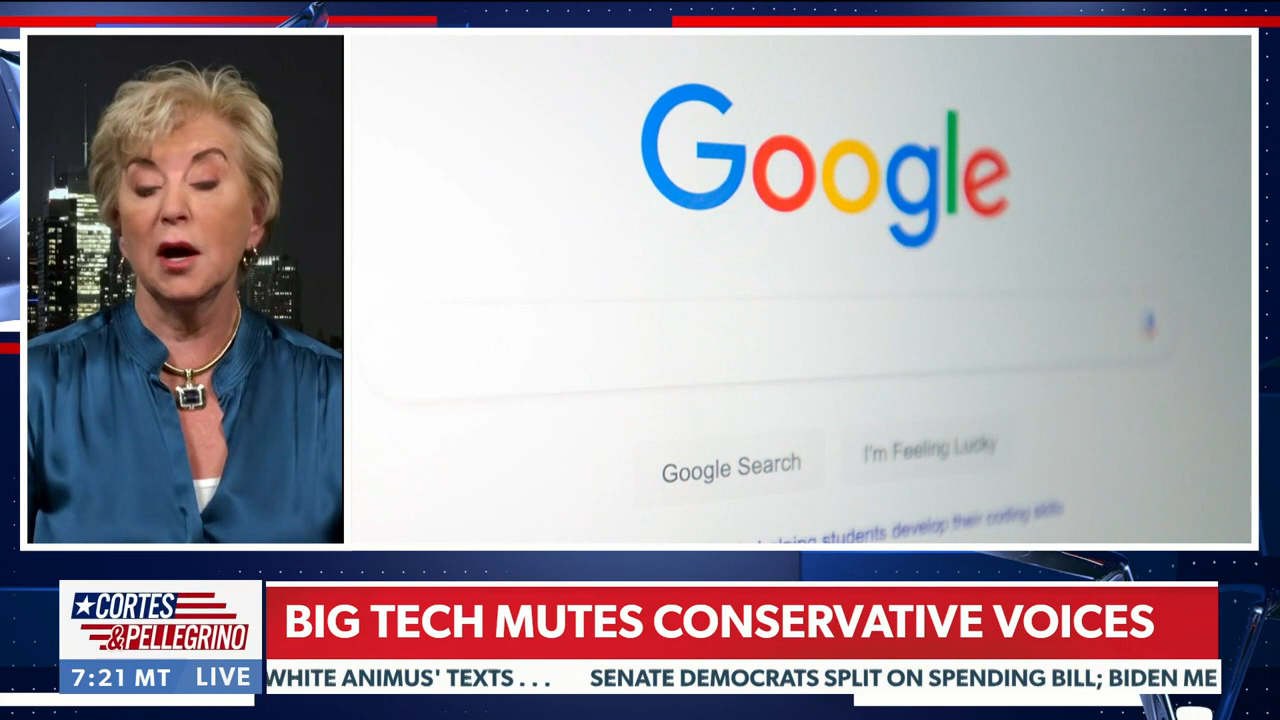 Google
Google Search
I'm Feeling Lucky
helping students develop their coding skills
CORTES
&PELLEGRINO
BIG TECH MUTES CONSERVATIVE VOICES
7:21 MT LIVE
WHITE ANIMUS' TEXTS . . . SENATE DEMOCRATS SPLIT ON SPENDING BILL; BIDEN ME